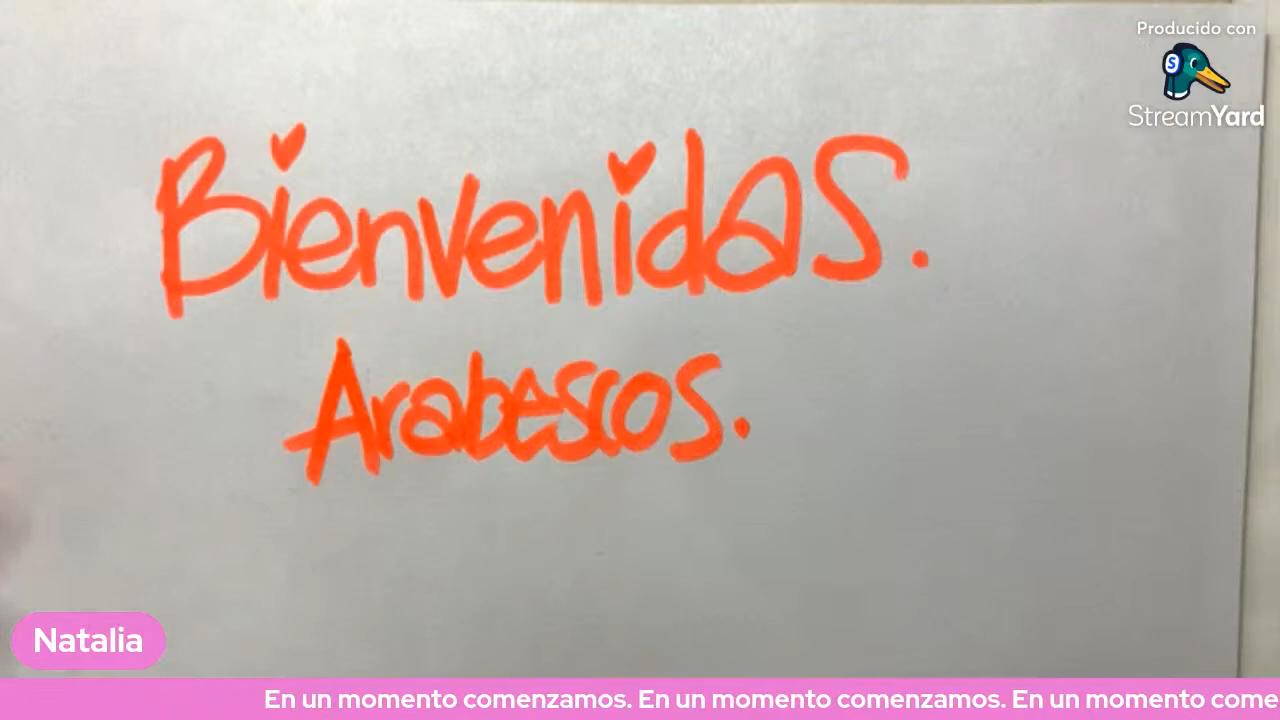 Producido con
StreamYard
Bienvenidas.
Arabescos.
Natalia
En un momento comenzamos. En un momento comenzamos. En un momento come